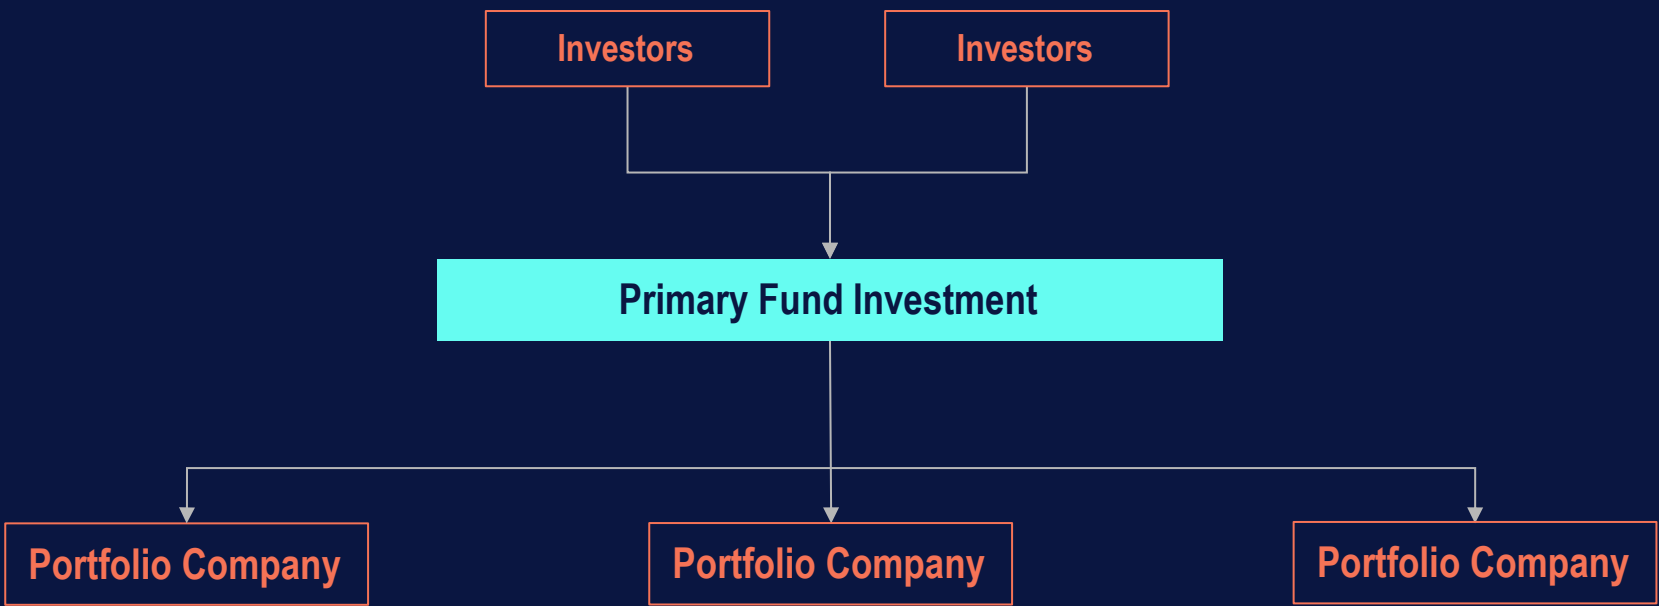 Investors
Investors
Primary Fund Investment
Portfolio Company
Portfolio Company
Portfolio Company